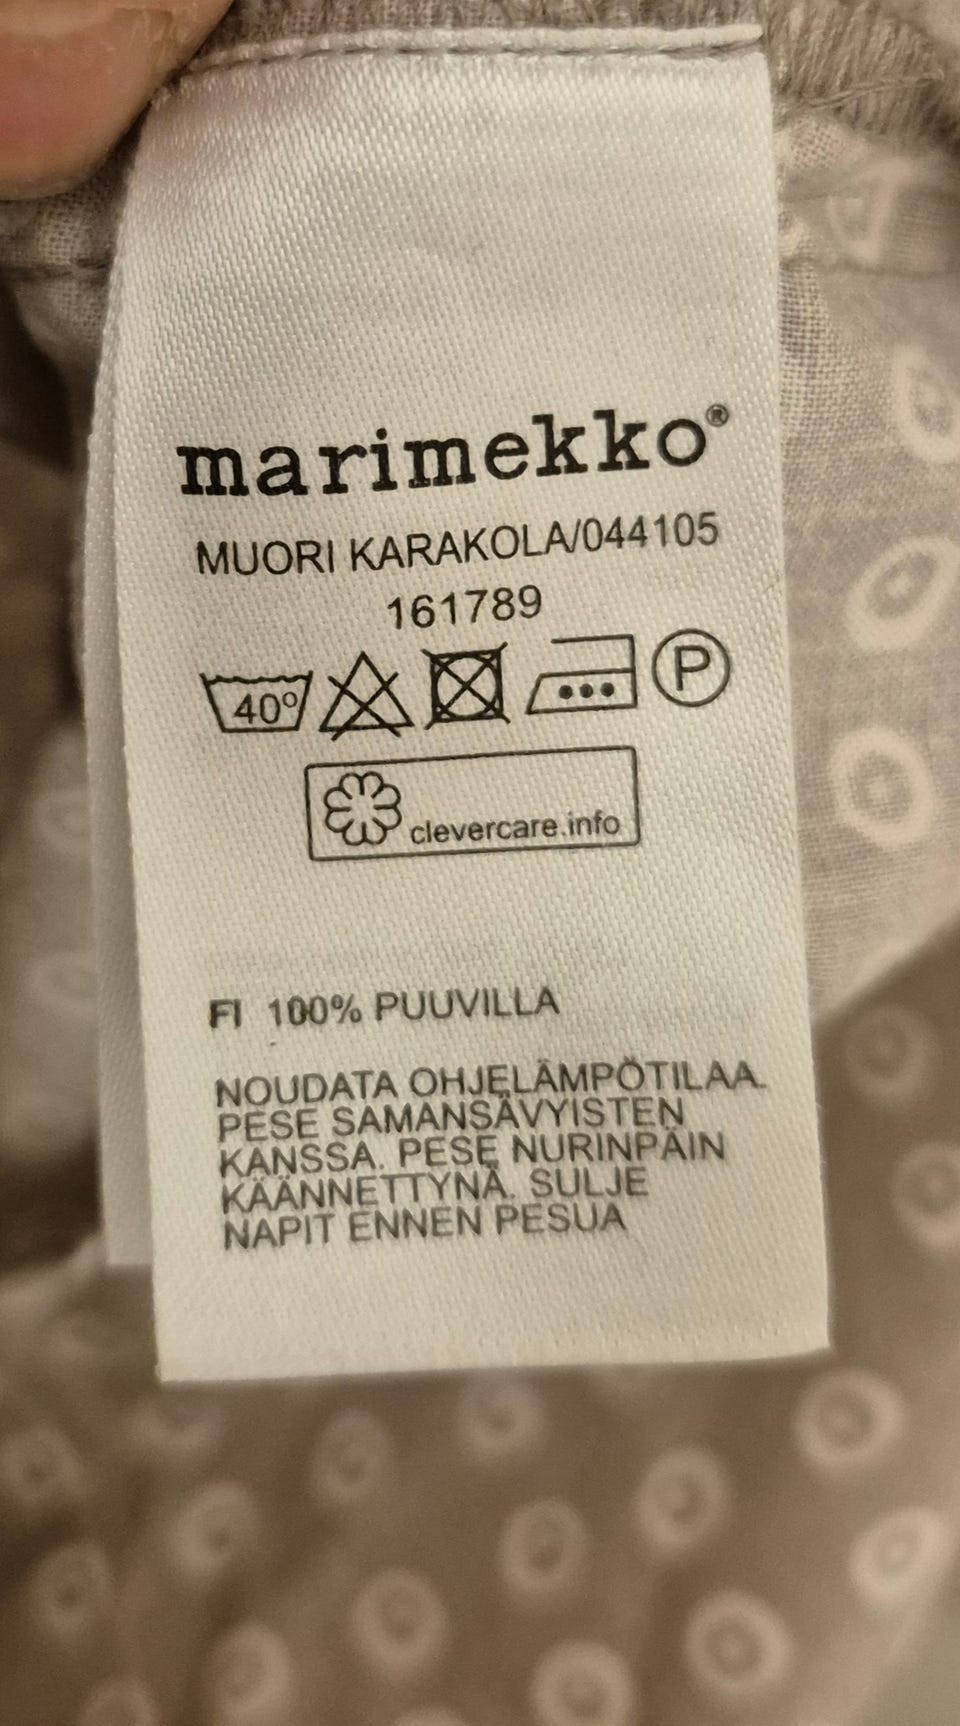 marimekko®
MUORI KARAKOLA/044105
161789
40° P
clevercare.info
FI 100% PUUVILLA
NOUDATA OHJELÄMPÖTILAA.
PESE SAMANSÄVYISTEN
KANSSA. PESE NURINPÄIN
KÄÄNNETTYNÄ. SULJE
NAPIT ENNEN PESUA